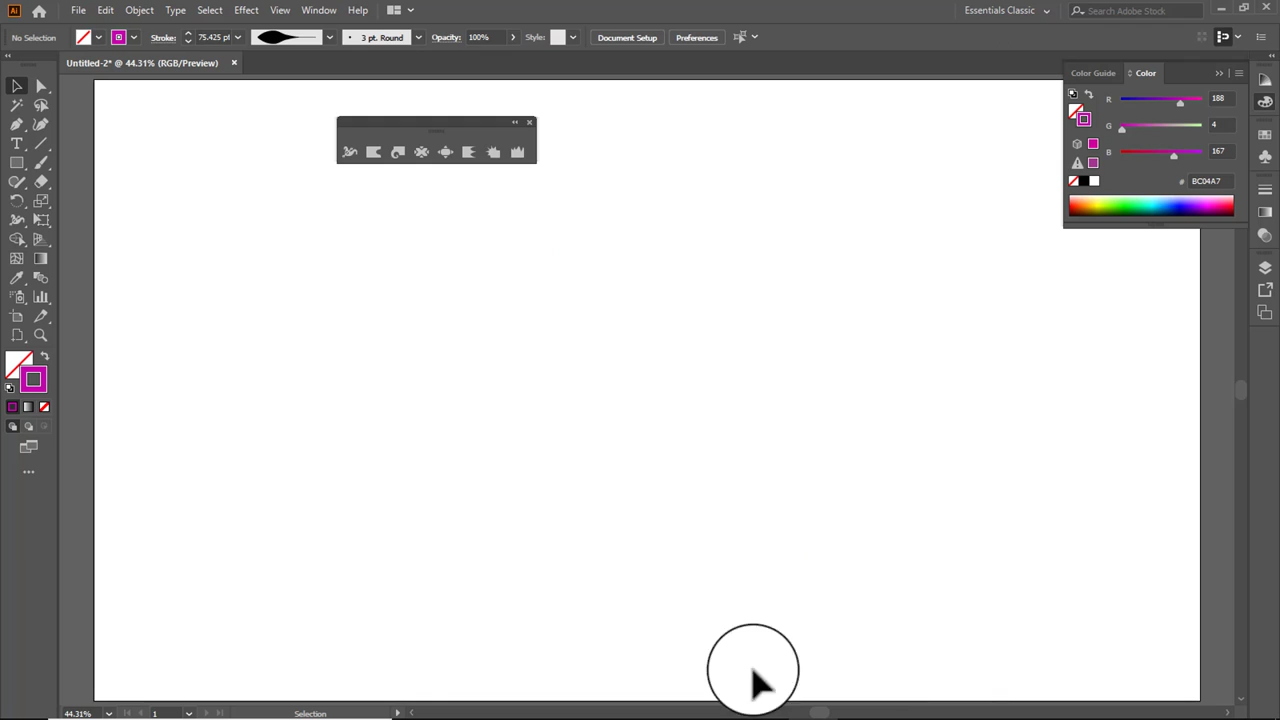 Ai File Edit Object Type Select Effect View Window Help Essentials Classic Search Adobe Stock
No Selection Stroke: 75.425 pt 3 pt. Round Opacity: 100% Style: Document Setup Preferences
Untitled-2* @ 44.31% (RGB/Preview) ×
Color Guide Color
R 188
G 4
B 167
# BC04A7
44.31% 1 Selection